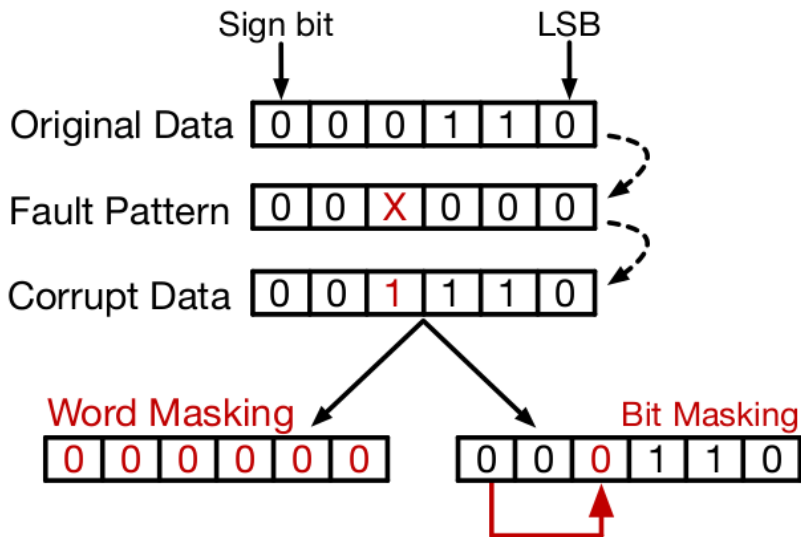 Sign bit LSB
Original Data 0 0 0 1 1 0
Fault Pattern 0 0 X 0 0 0
Corrupt Data 0 0 1 1 1 0
Word Masking Bit Masking
0 0 0 0 0 0 0 0 0 1 1 0